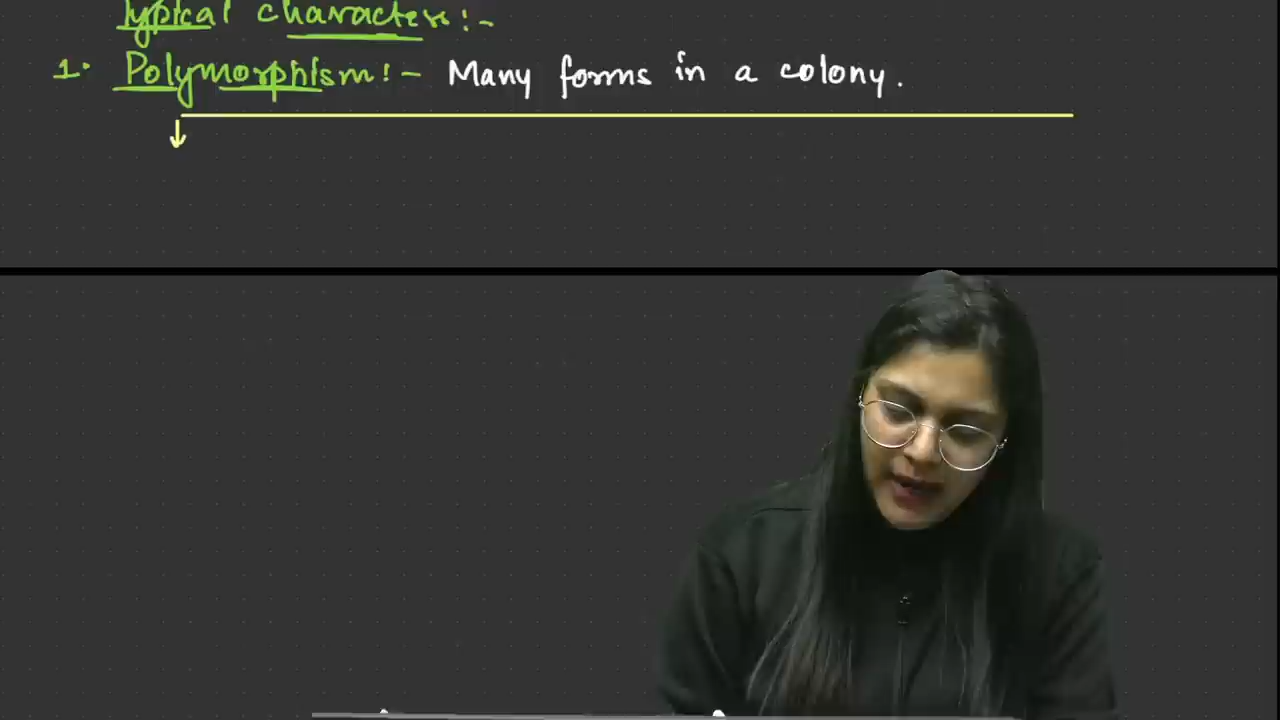 Typical characters:-
1. Polymorphism:- Many forms in a colony.